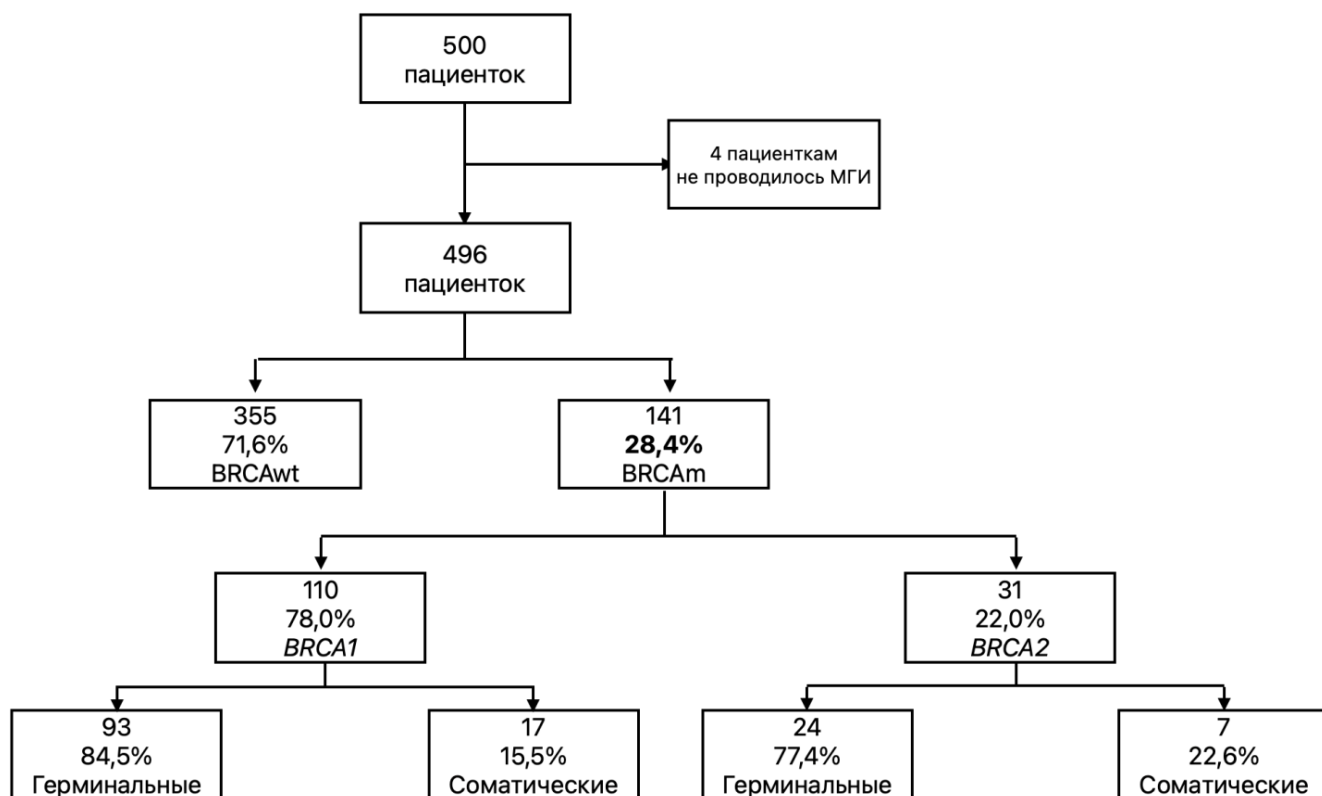 500
пациенток
4 пациенткам
не проводилось МГИ
496
пациенток
355
71,6%
BRCAwt
141
28,4%
BRCAm
110
78,0%
BRCA1
31
22,0%
BRCA2
93
84,5%
Герминальные
17
15,5%
Соматические
24
77,4%
Герминальные
7
22,6%
Соматические